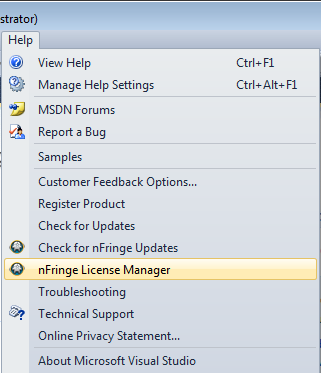 strator)
Help
View Help Ctrl+F1
Manage Help Settings Ctrl+Alt+F1
MSDN Forums
Report a Bug
Samples
Customer Feedback Options...
Register Product
Check for Updates
Check for nFringe Updates
nFringe License Manager
Troubleshooting
Technical Support
Online Privacy Statement...
About Microsoft Visual Studio